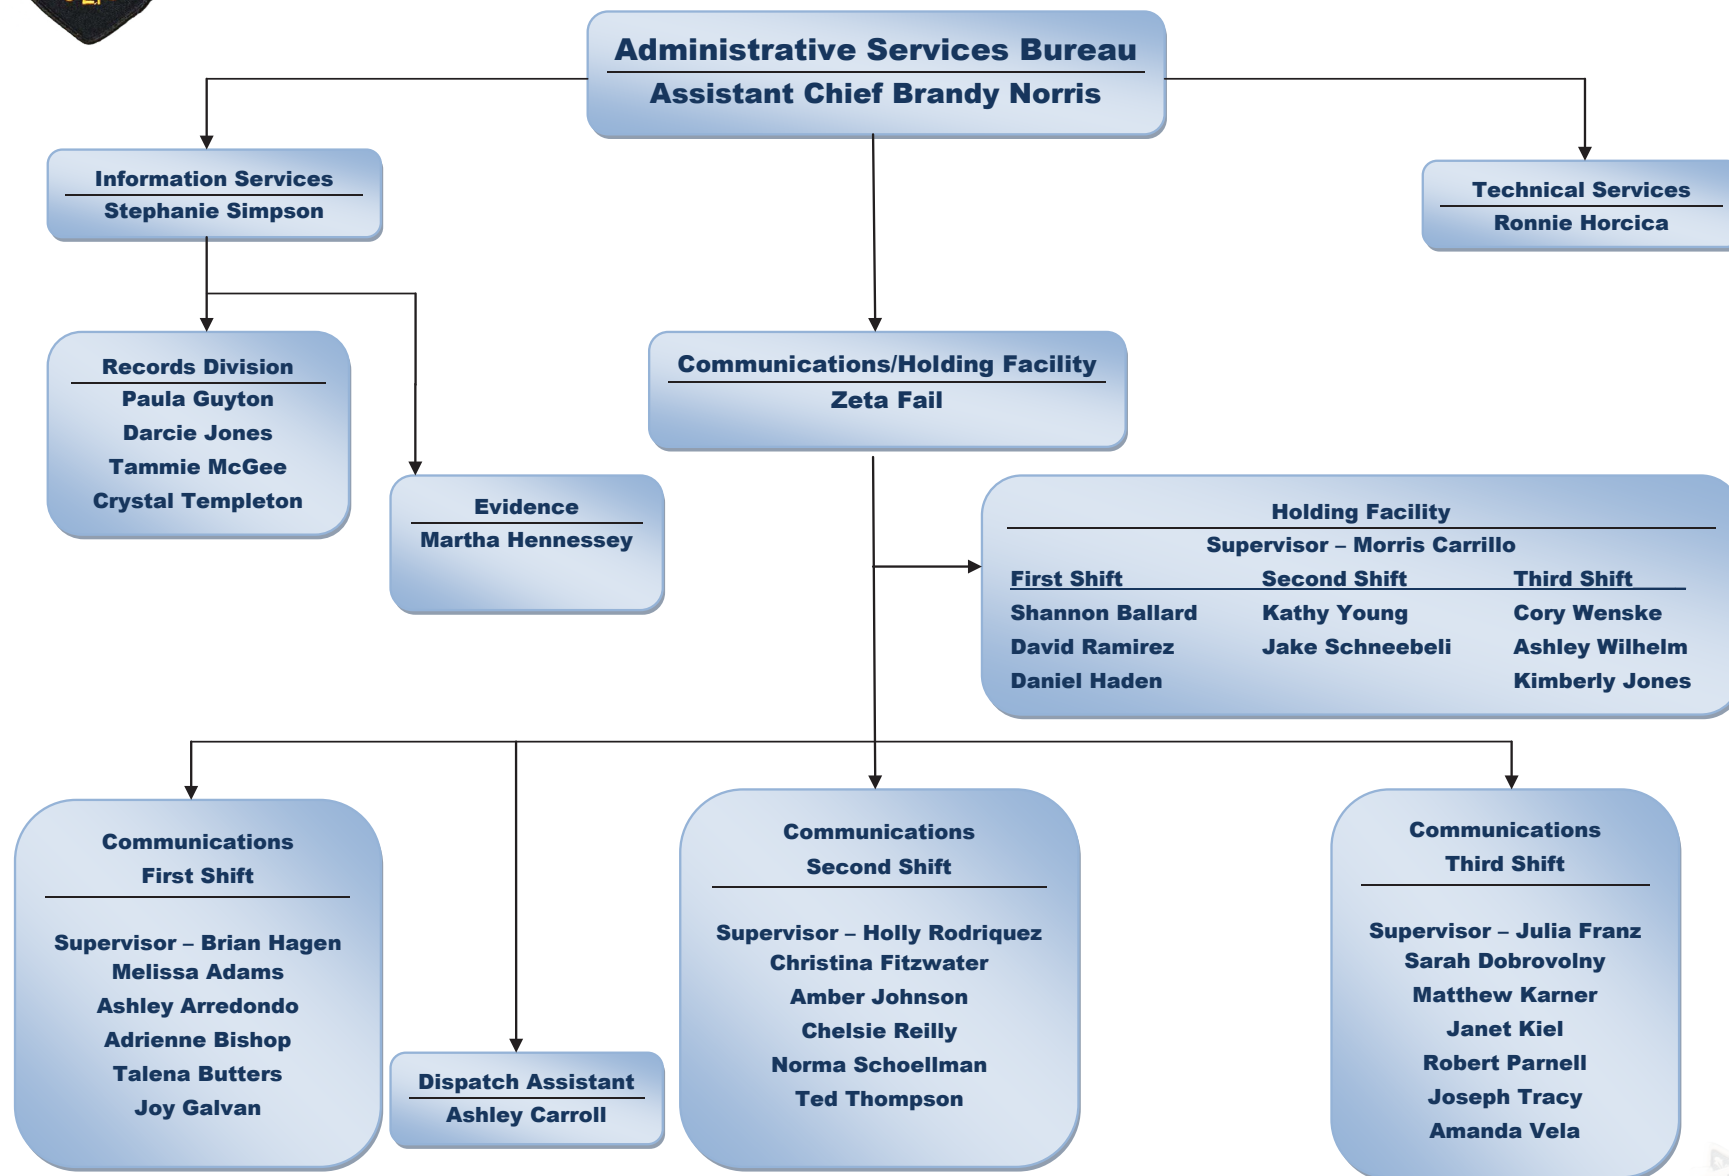 Administrative Services Bureau
Assistant Chief Brandy Norris
Information Services
Stephanie Simpson
Technical Services
Ronnie Horcica
Records Division
Paula Guyton
Darcie Jones
Tammie McGee
Crystal Templeton
Communications/Holding Facility
Zeta Fail
Evidence
Martha Hennessey
Holding Facility
Supervisor – Morris Carrillo
First Shift Second Shift Third Shift
Shannon Ballard Kathy Young Cory Wenske
David Ramirez Jake Schneebeli Ashley Wilhelm
Daniel Haden Kimberly Jones
Communications
First Shift
Supervisor – Brian Hagen
Melissa Adams
Ashley Arredondo
Adrienne Bishop
Talena Butters
Joy Galvan
Dispatch Assistant
Ashley Carroll
Communications
Second Shift
Supervisor – Holly Rodriquez
Christina Fitzwater
Amber Johnson
Chelsie Reilly
Norma Schoellman
Ted Thompson
Communications
Third Shift
Supervisor – Julia Franz
Sarah Dobrovolny
Matthew Karner
Janet Kiel
Robert Parnell
Joseph Tracy
Amanda Vela